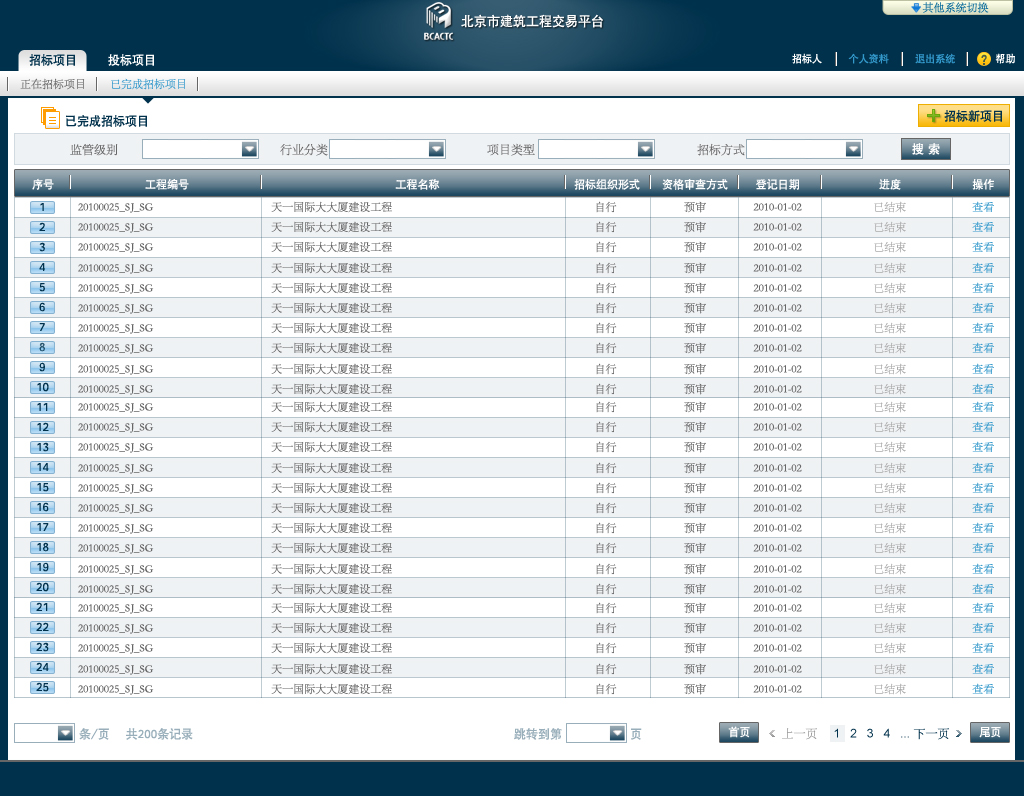 其他系统切换
BCACTC 北京市建筑工程交易平台
招标项目 投标项目 招标人 个人资料 退出系统 ? 帮助
正在招标项目 已完成招标项目
已完成招标项目 招标新项目
监管级别 行业分类 项目类型 招标方式 搜 索
序号 工程编号 工程名称 招标组织形式 资格审查方式 登记日期 进度 操作
1 20100025_SJ_SG 天一国际大大厦建设工程 自行 预审 2010-01-02 已结束 查看
2 20100025_SJ_SG 天一国际大大厦建设工程 自行 预审 2010-01-02 已结束 查看
3 20100025_SJ_SG 天一国际大大厦建设工程 自行 预审 2010-01-02 已结束 查看
4 20100025_SJ_SG 天一国际大大厦建设工程 自行 预审 2010-01-02 已结束 查看
5 20100025_SJ_SG 天一国际大大厦建设工程 自行 预审 2010-01-02 已结束 查看
6 20100025_SJ_SG 天一国际大大厦建设工程 自行 预审 2010-01-02 已结束 查看
7 20100025_SJ_SG 天一国际大大厦建设工程 自行 预审 2010-01-02 已结束 查看
8 20100025_SJ_SG 天一国际大大厦建设工程 自行 预审 2010-01-02 已结束 查看
9 20100025_SJ_SG 天一国际大大厦建设工程 自行 预审 2010-01-02 已结束 查看
10 20100025_SJ_SG 天一国际大大厦建设工程 自行 预审 2010-01-02 已结束 查看
11 20100025_SJ_SG 天一国际大大厦建设工程 自行 预审 2010-01-02 已结束 查看
12 20100025_SJ_SG 天一国际大大厦建设工程 自行 预审 2010-01-02 已结束 查看
13 20100025_SJ_SG 天一国际大大厦建设工程 自行 预审 2010-01-02 已结束 查看
14 20100025_SJ_SG 天一国际大大厦建设工程 自行 预审 2010-01-02 已结束 查看
15 20100025_SJ_SG 天一国际大大厦建设工程 自行 预审 2010-01-02 已结束 查看
16 20100025_SJ_SG 天一国际大大厦建设工程 自行 预审 2010-01-02 已结束 查看
17 20100025_SJ_SG 天一国际大大厦建设工程 自行 预审 2010-01-02 已结束 查看
18 20100025_SJ_SG 天一国际大大厦建设工程 自行 预审 2010-01-02 已结束 查看
19 20100025_SJ_SG 天一国际大大厦建设工程 自行 预审 2010-01-02 已结束 查看
20 20100025_SJ_SG 天一国际大大厦建设工程 自行 预审 2010-01-02 已结束 查看
21 20100025_SJ_SG 天一国际大大厦建设工程 自行 预审 2010-01-02 已结束 查看
22 20100025_SJ_SG 天一国际大大厦建设工程 自行 预审 2010-01-02 已结束 查看
23 20100025_SJ_SG 天一国际大大厦建设工程 自行 预审 2010-01-02 已结束 查看
24 20100025_SJ_SG 天一国际大大厦建设工程 自行 预审 2010-01-02 已结束 查看
25 20100025_SJ_SG 天一国际大大厦建设工程 自行 预审 2010-01-02 已结束 查看
条/页 共200条记录 跳转到第 页 首页 < 上一页 1 2 3 4 ... 下一页 > 尾页